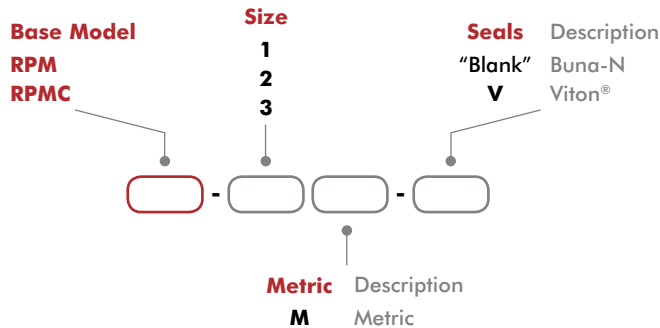 Base Model
RPM
RPMC
Size
1
2
3
Seals Description
“Blank” Buna-N
V Viton®
- -
Metric Description
M Metric